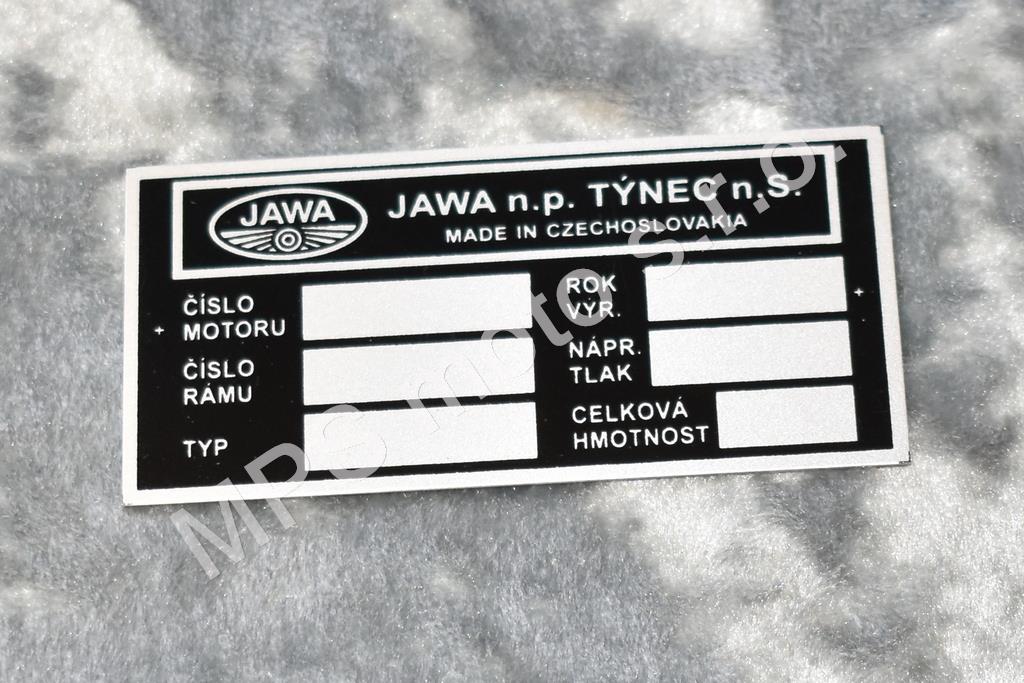 JAWA
JAWA n.p. TÝNEC n.S.
MADE IN CZECHOSLOVAKIA
ČÍSLO
MOTORU
ČÍSLO
RÁMU
TYP
ROK
VÝR.
NÁPR.
TLAK
CELKOVÁ
HMOTNOST
MPS moto s.r.o.